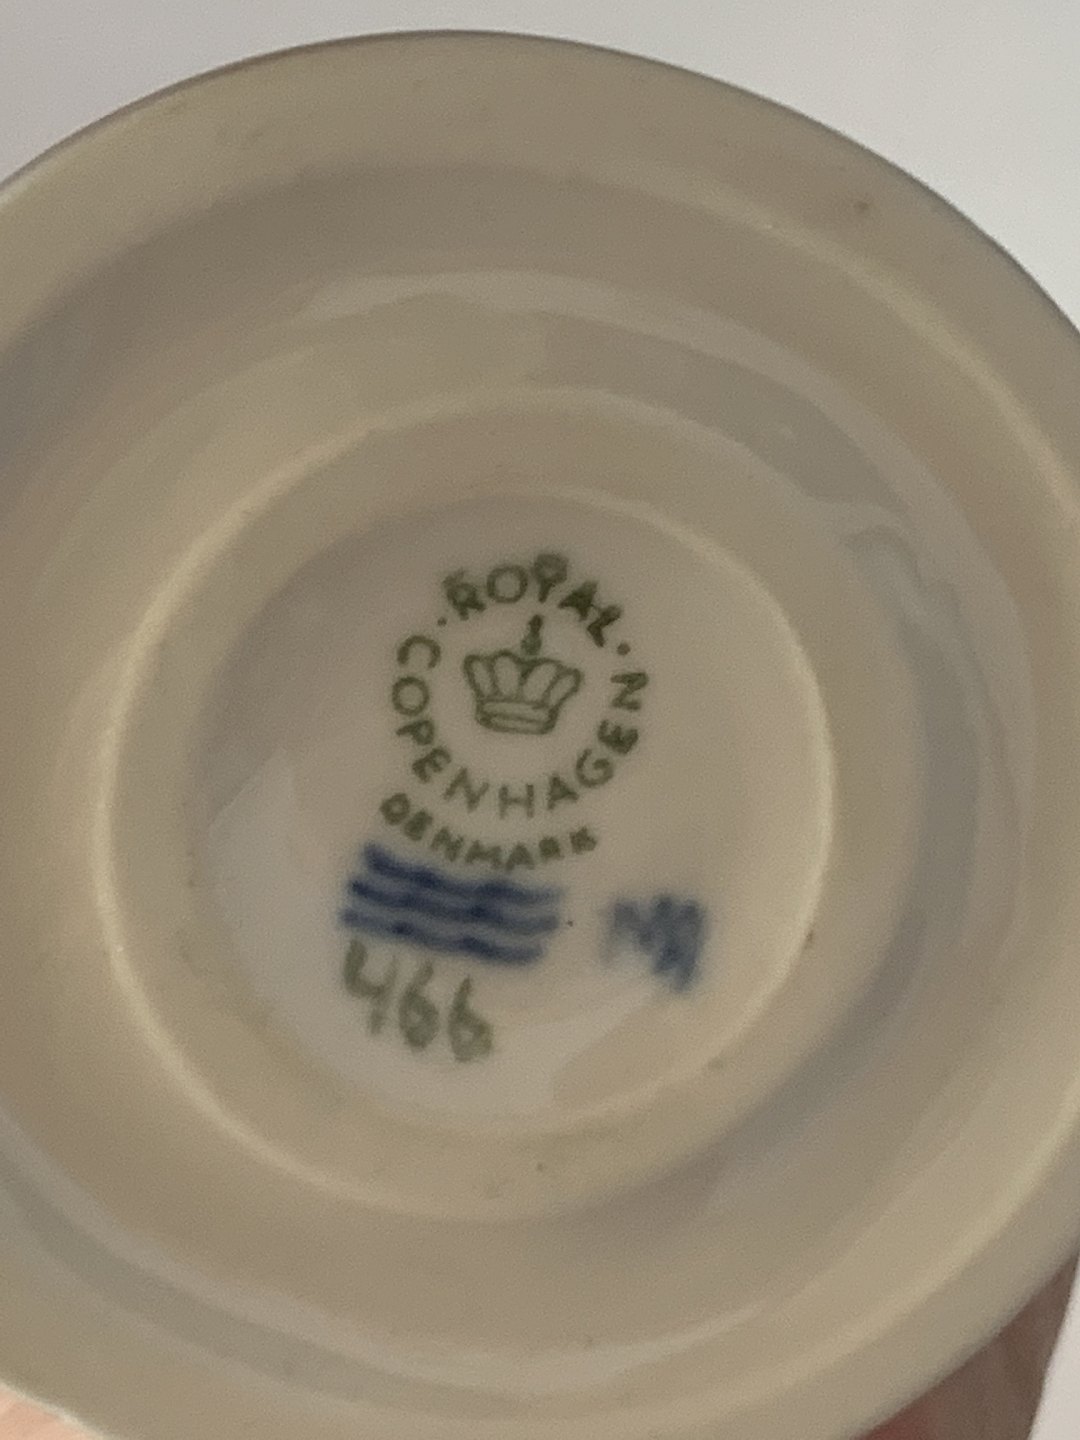 ROYAL
COPENHAGEN
DENMARK
466